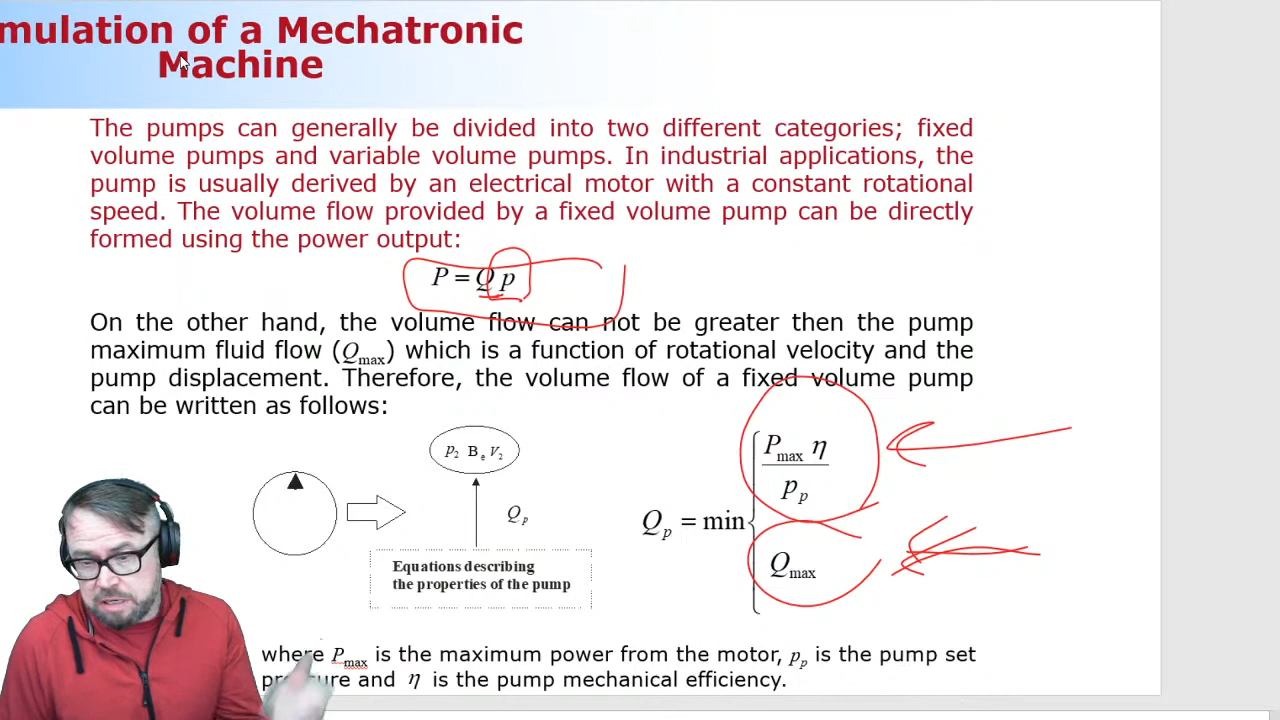 mulation of a Mechatronic
Machine
The pumps can generally be divided into two different categories; fixed
volume pumps and variable volume pumps. In industrial applications, the
pump is usually derived by an electrical motor with a constant rotational
speed. The volume flow provided by a fixed volume pump can be directly
formed using the power output:
P = Q p
On the other hand, the volume flow can not be greater then the pump
maximum fluid flow (Qmax) which is a function of rotational velocity and the
pump displacement. Therefore, the volume flow of a fixed volume pump
can be written as follows:
p2 Be V2
Qp
Equations describing
the properties of the pump
Qp = min{
Pmax η
pp
Qmax
where Pmax is the maximum power from the motor, pp is the pump set
pressure and η is the pump mechanical efficiency.